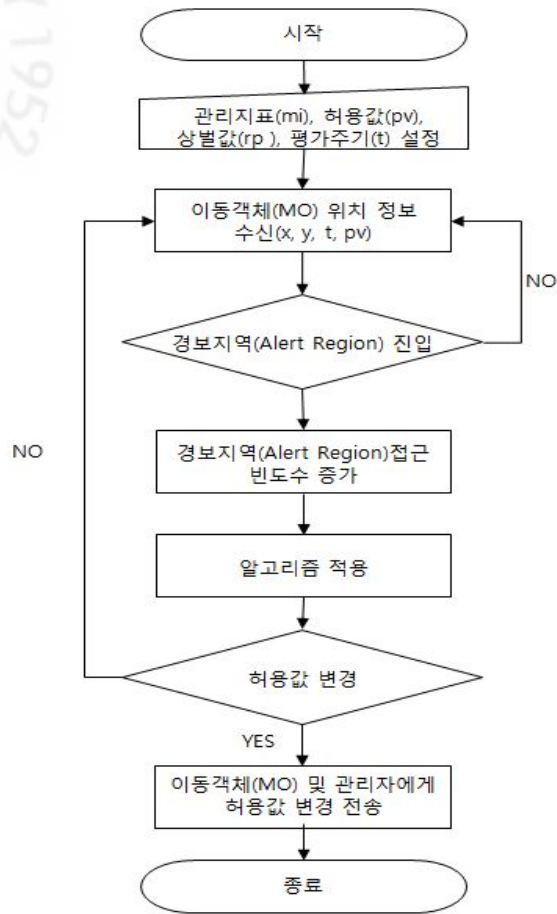 1952
시작
관리지표(mi), 허용값(pv),
상벌값(rp ), 평가주기(t) 설정
이동객체(MO) 위치 정보
수신(x, y, t, pv)
NO
경보지역(Alert Region) 진입
NO
경보지역(Alert Region)접근
빈도수 증가
알고리즘 적용
허용값 변경
YES
이동객체(MO) 및 관리자에게
허용값 변경 전송
종료